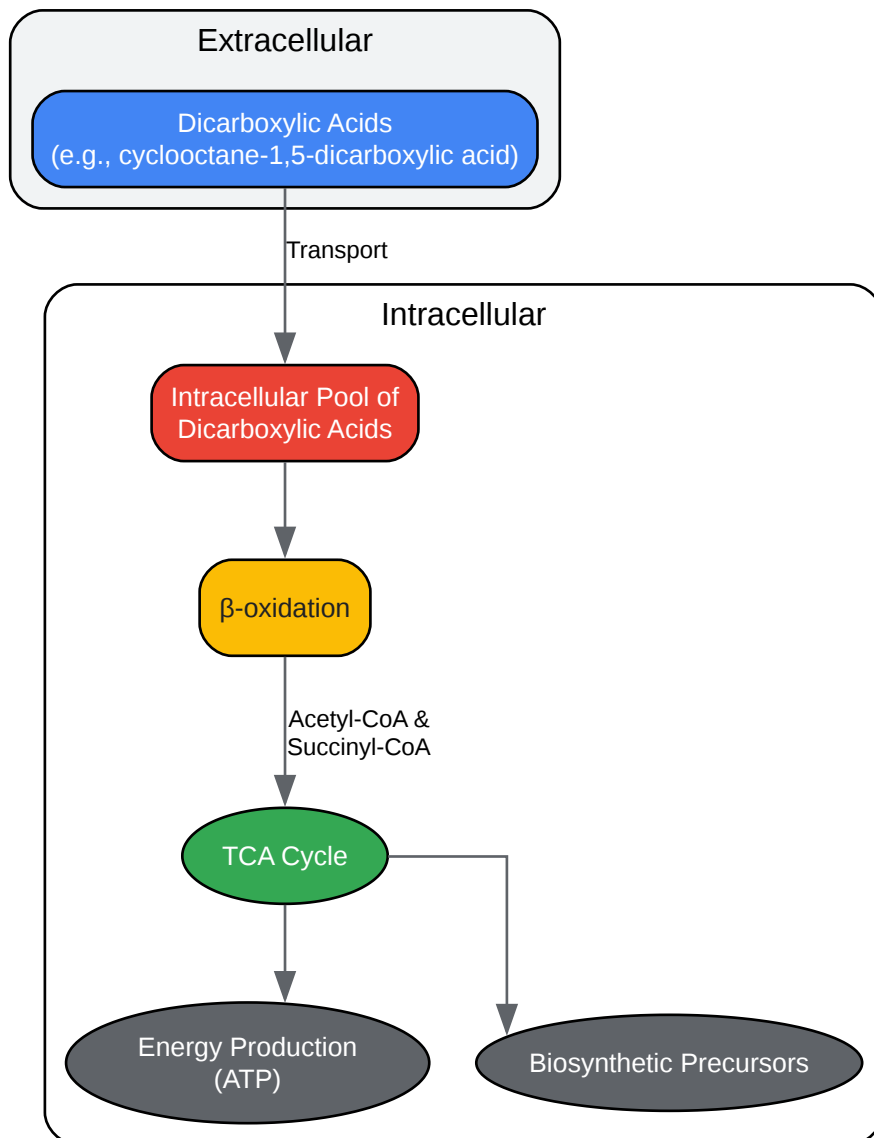 Extracellular
Dicarboxylic Acids
(e.g., cyclooctane-1,5-dicarboxylic acid)
Transport
Intracellular
Intracellular Pool of
Dicarboxylic Acids
β-oxidation
Acetyl-CoA &
Succinyl-CoA
TCA Cycle
Energy Production
(ATP)
Biosynthetic Precursors